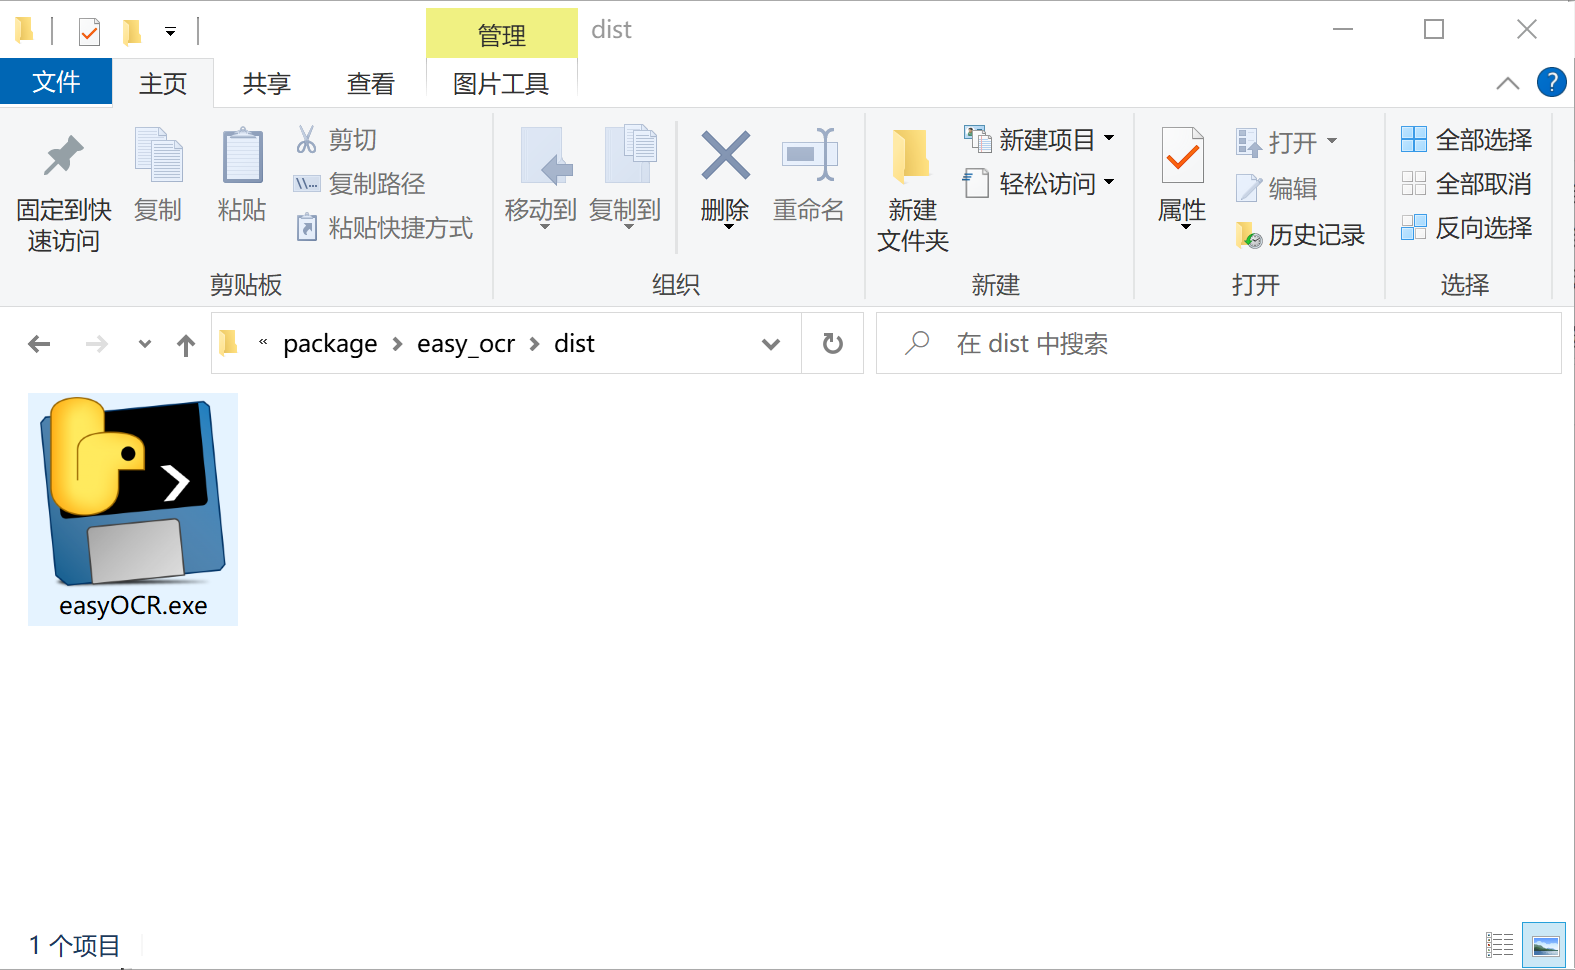 管理
dist
文件
主页
共享
查看
图片工具
固定到快
速访问
复制
粘贴
剪切
复制路径
粘贴快捷方式
剪贴板
移动到
复制到
删除
重命名
组织
新建
文件夹
新建项目
轻松访问
新建
属性
打开
编辑
历史记录
打开
全部选择
全部取消
反向选择
选择
« package > easy_ocr > dist
在 dist 中搜索
easyOCR.exe
1 个项目